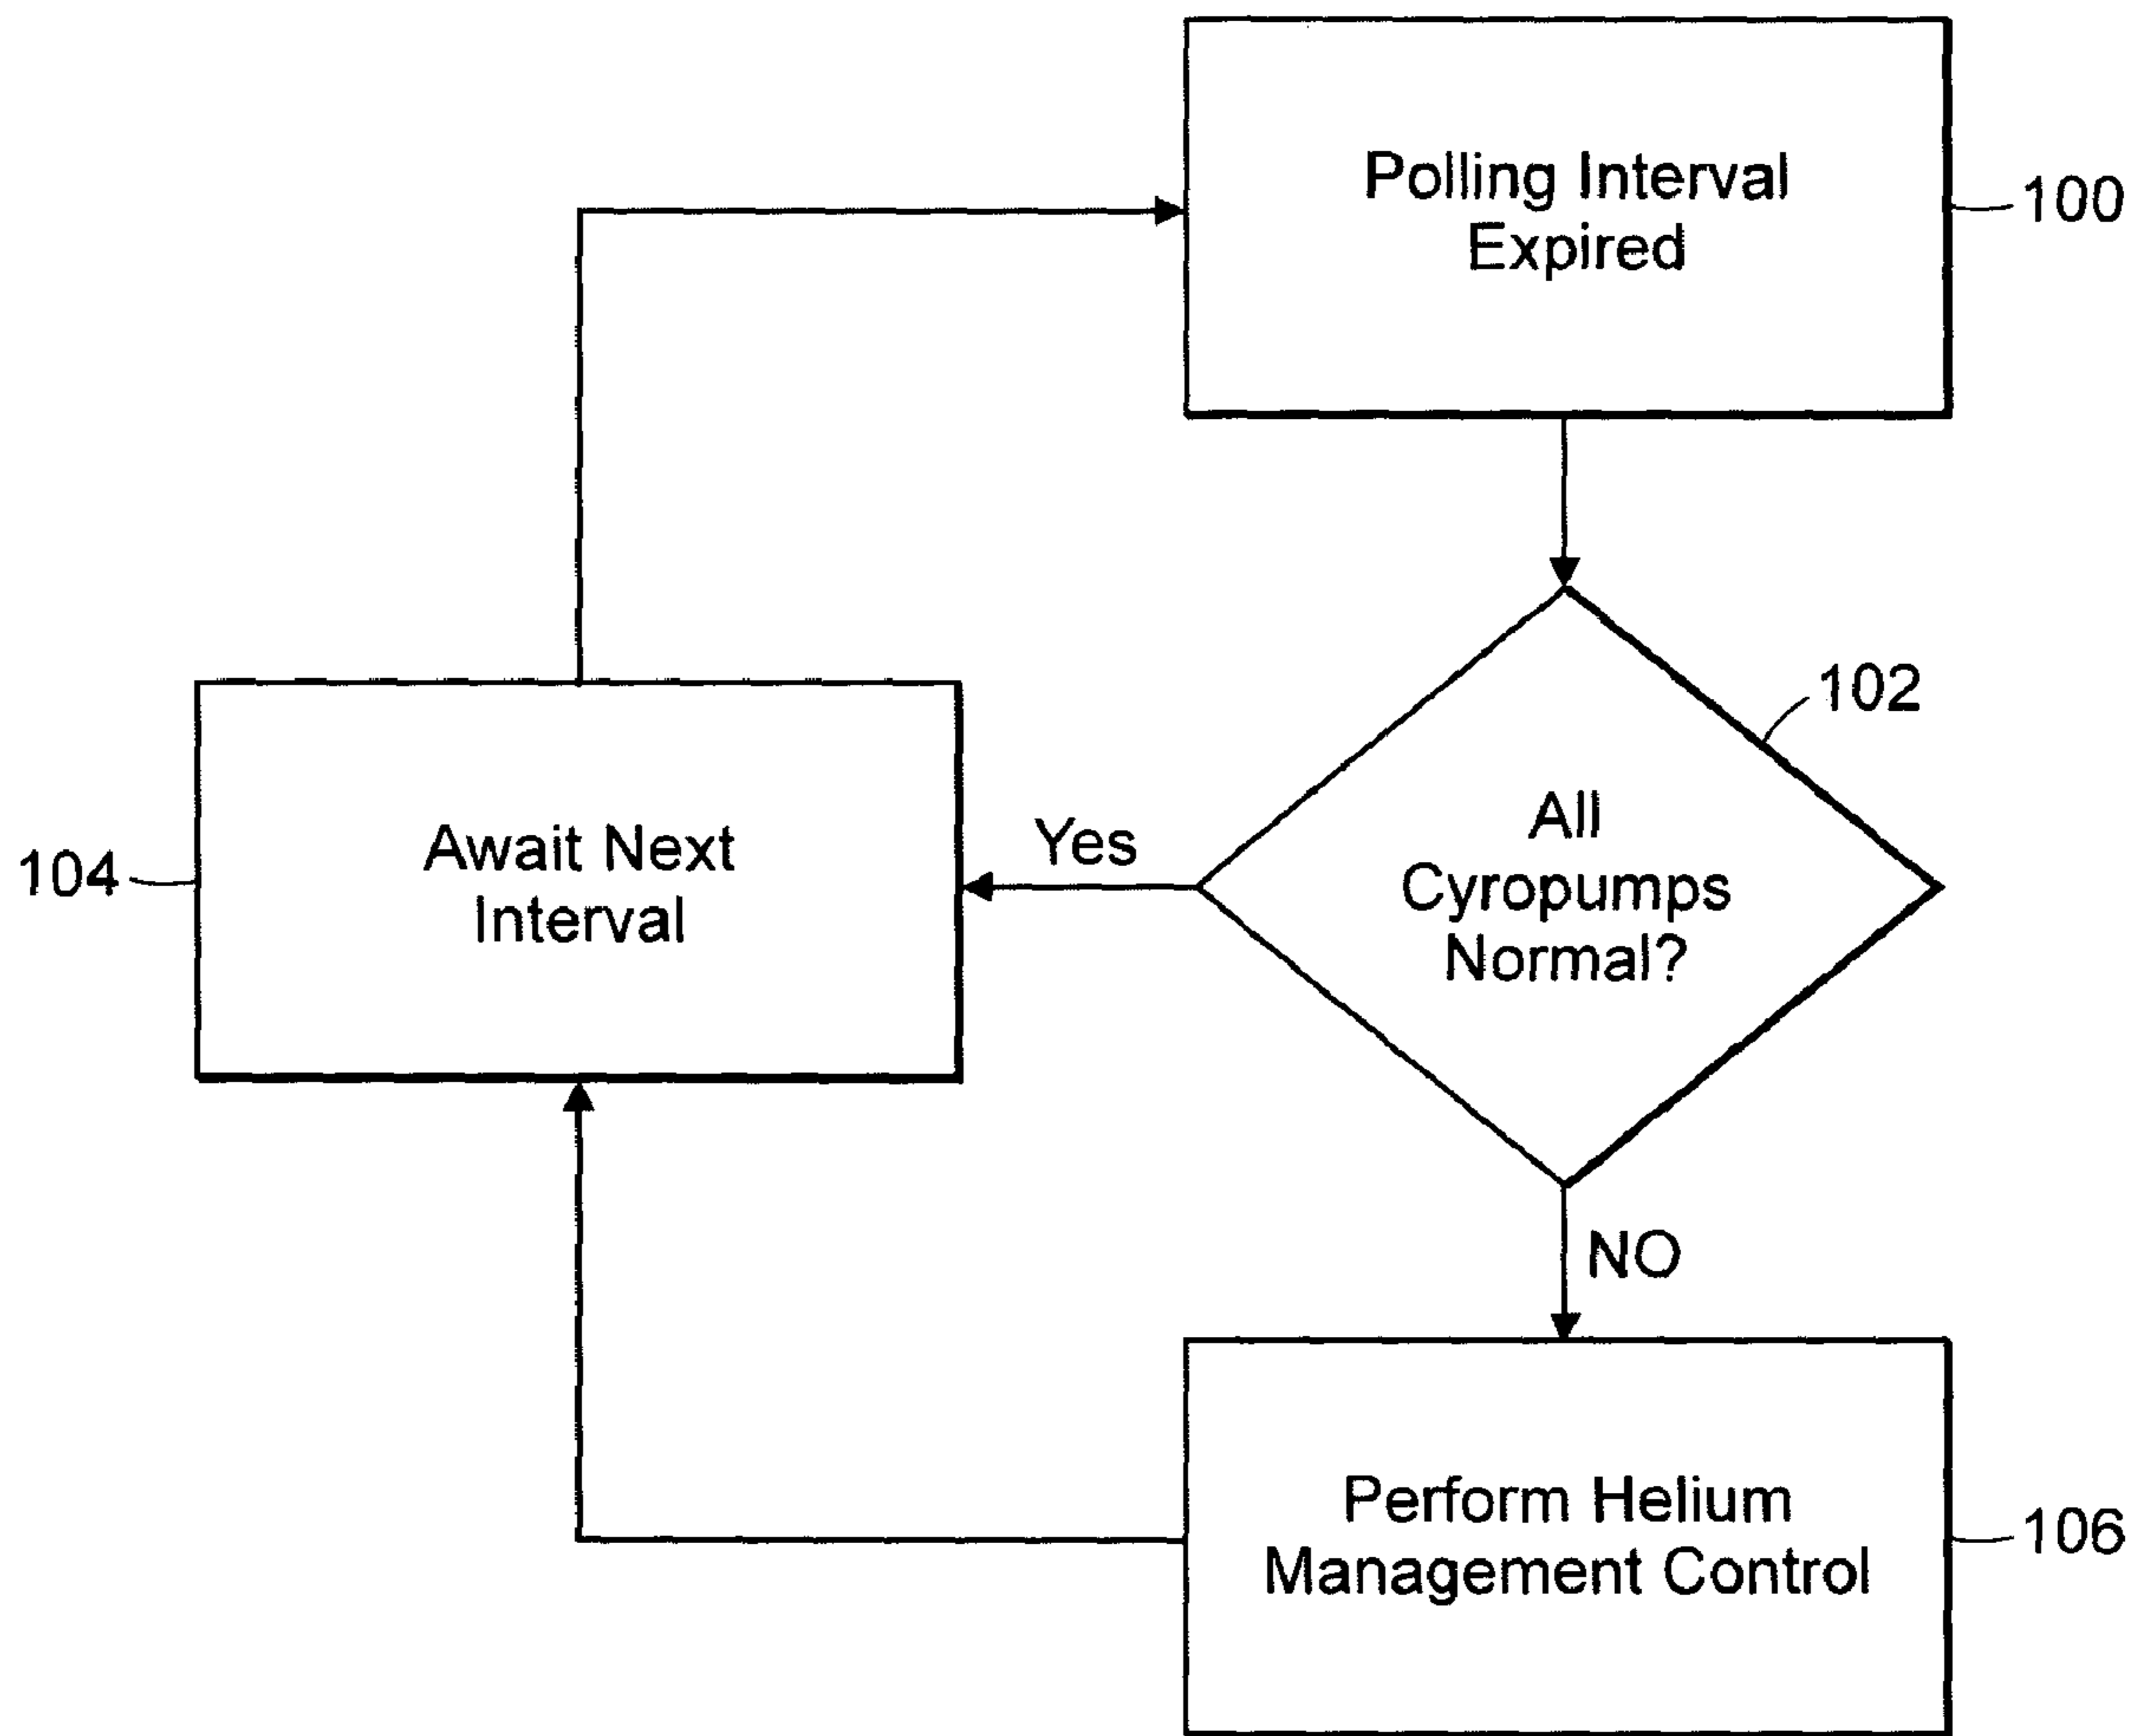 Polling Interval
Expired
100
102
All
Cyropumps
Normal?
Yes
Await Next
Interval
104
NO
Perform Helium
Management Control
106